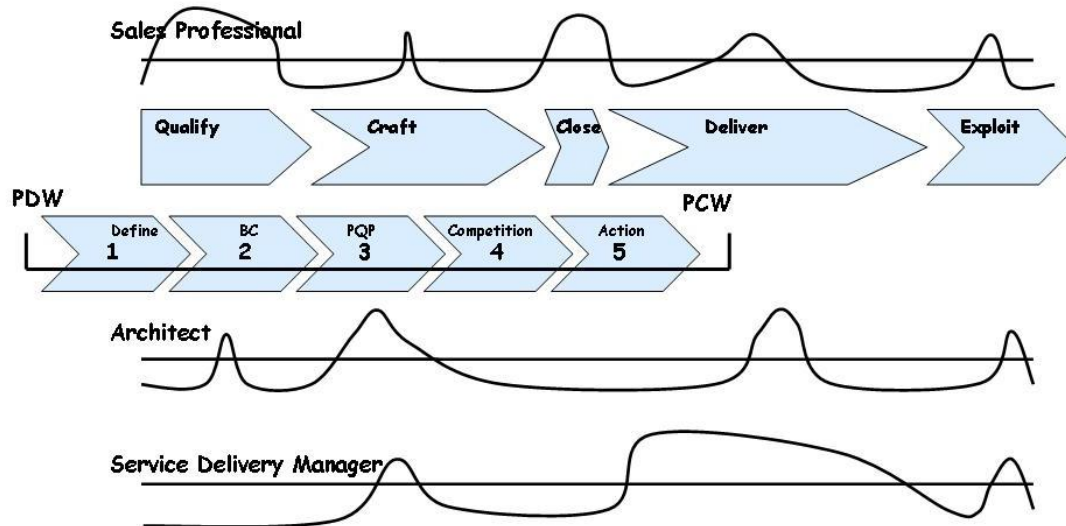 Sales Professional
Qualify
Craft
Close
Deliver
Exploit
PDW
PCW
Define
1
BC
2
PQP
3
Competition
4
Action
5
Architect
Service Delivery Manager